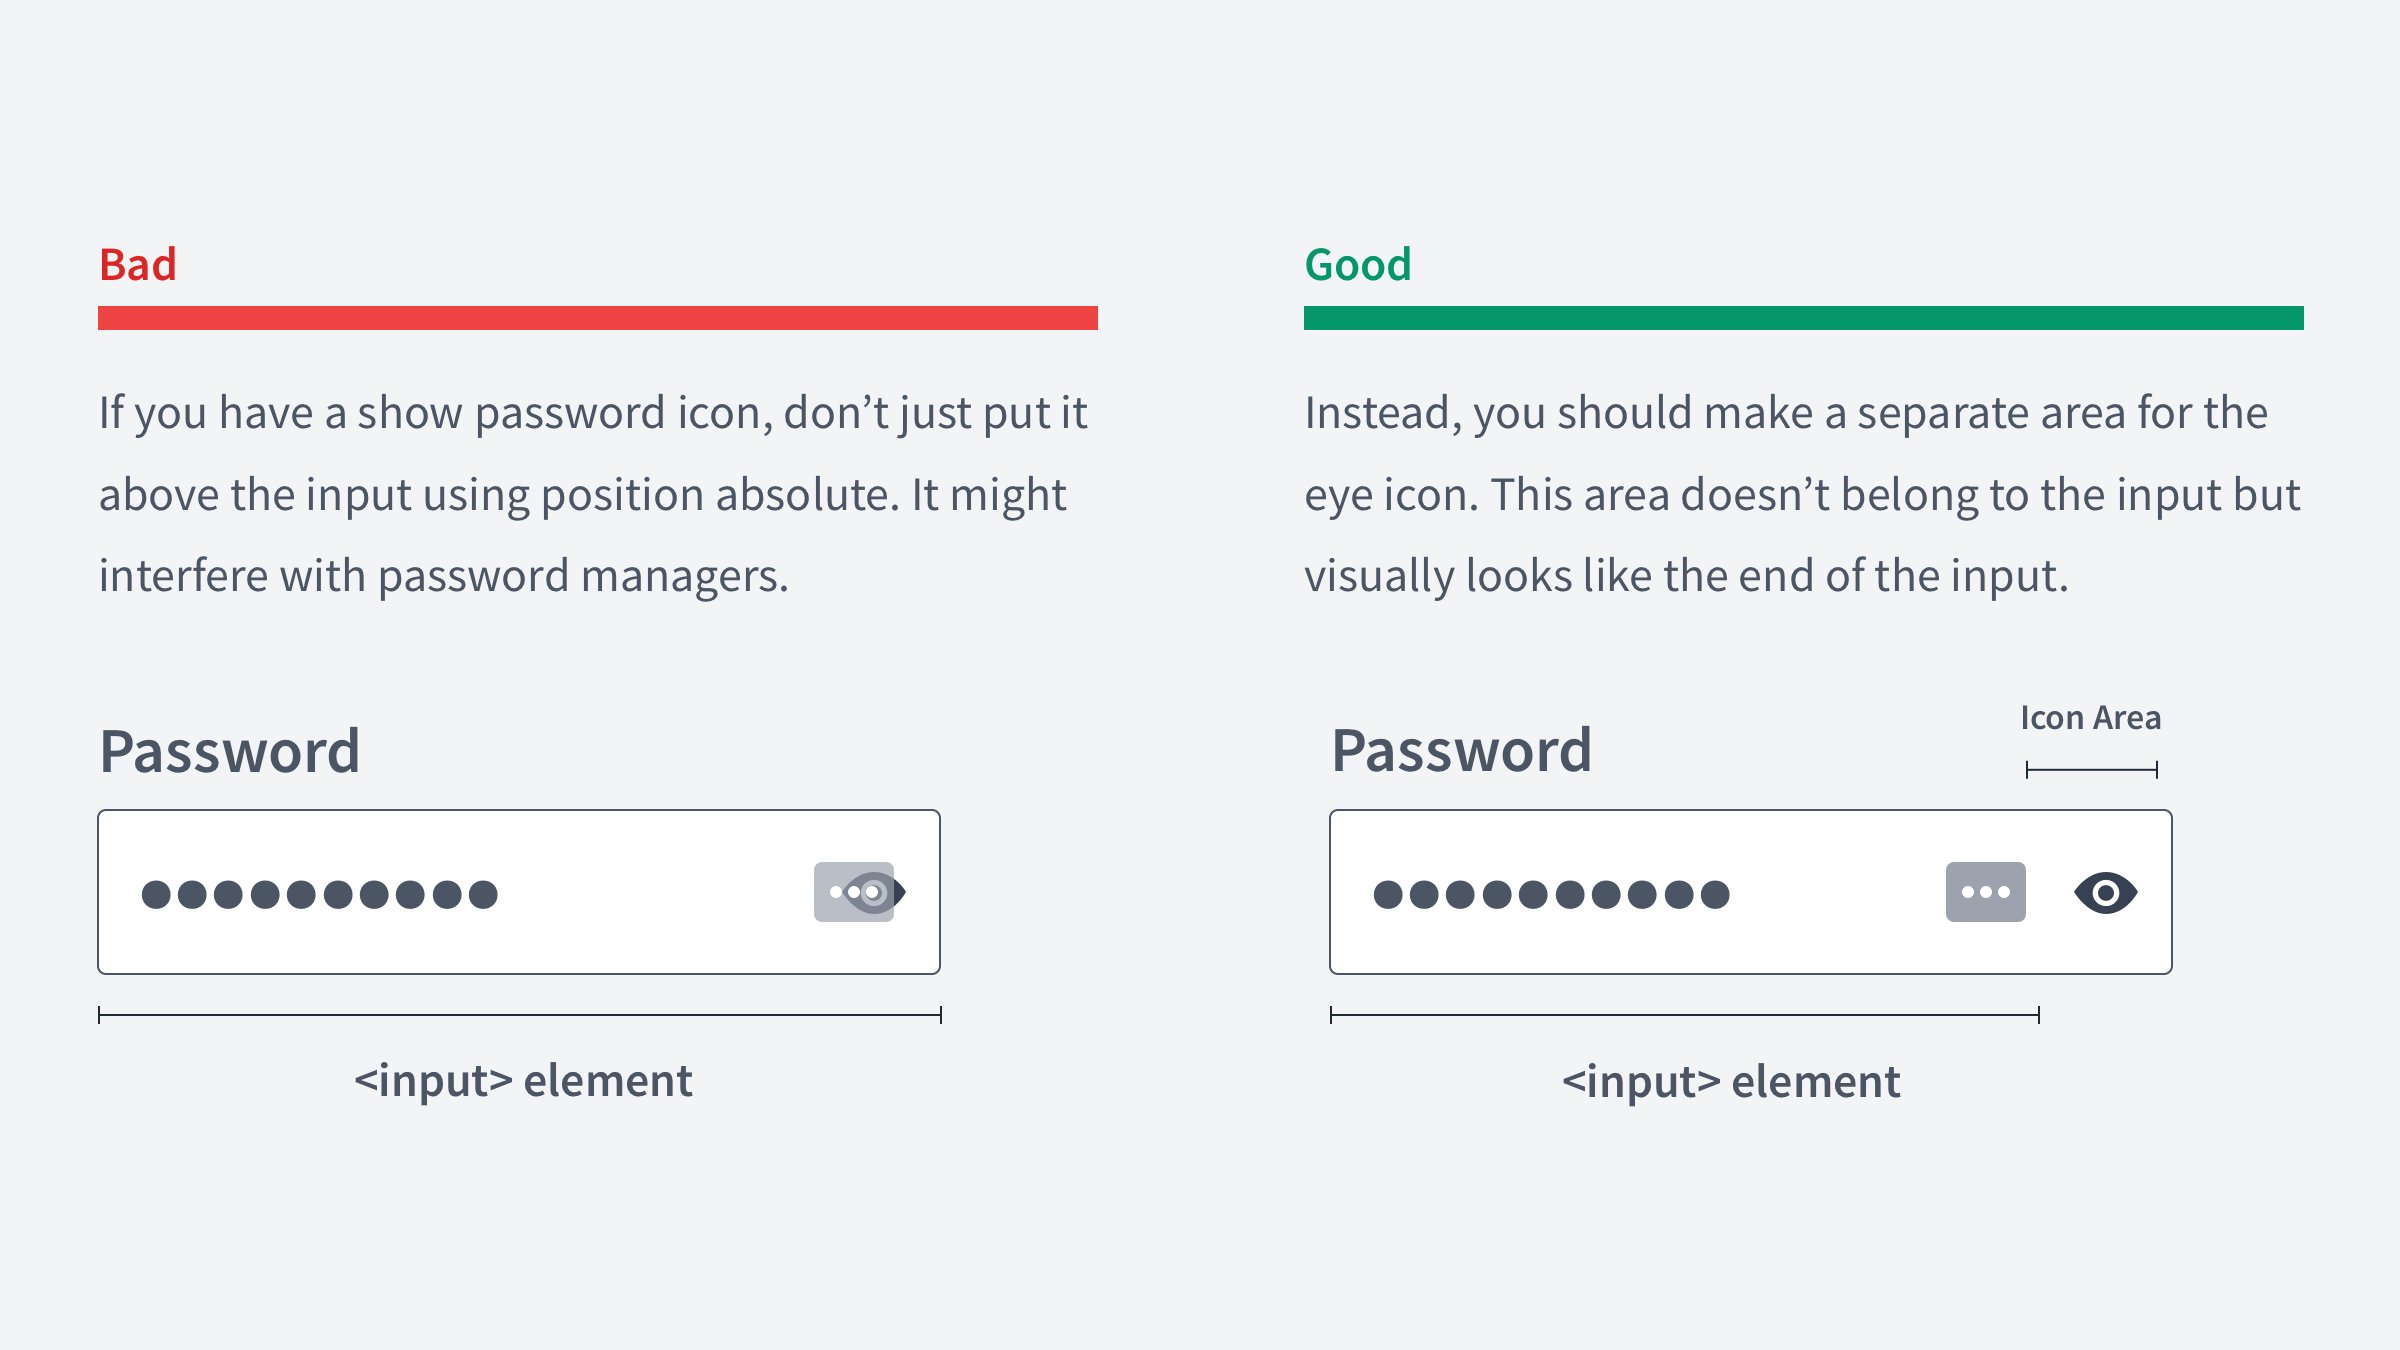 Bad
If you have a show password icon, don’t just put it
above the input using position absolute. It might
interfere with password managers.
Password
<input> element
Good
Instead, you should make a separate area for the
eye icon. This area doesn’t belong to the input but
visually looks like the end of the input.
Icon Area
Password
<input> element